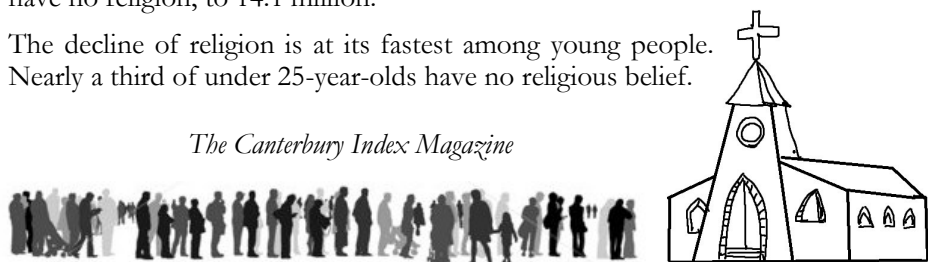 have no religion, to 14.1 million.
The decline of religion is at its fastest among young people.
Nearly a third of under 25-year-olds have no religious belief.
The Canterbury Index Magazine